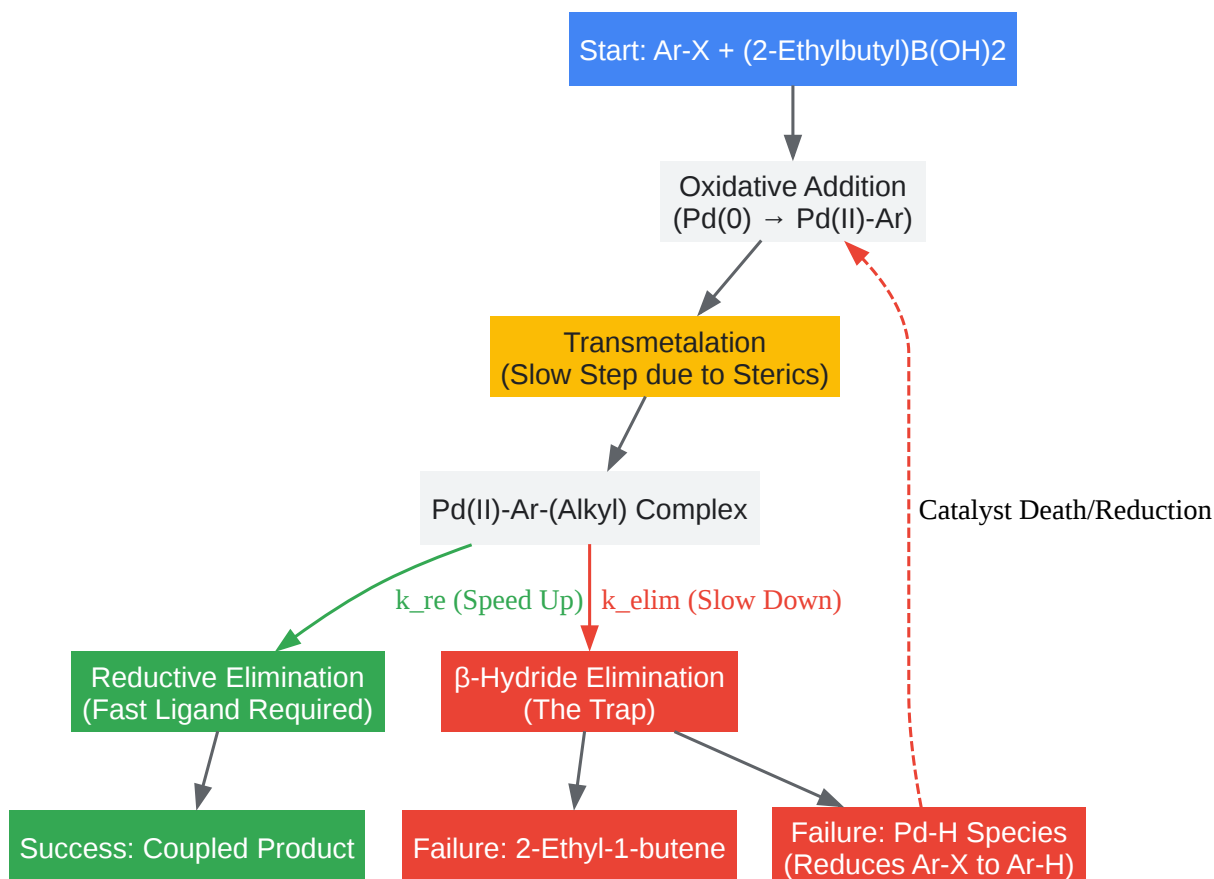 Start: Ar-X + (2-Ethylbutyl)B(OH)2
Oxidative Addition
(Pd(0) → Pd(II)-Ar)
Transmetalation
(Slow Step due to Sterics)
Pd(II)-Ar-(Alkyl) Complex
Catalyst Death/Reduction
k_re (Speed Up)
k_elim (Slow Down)
Reductive Elimination
(Fast Ligand Required)
β-Hydride Elimination
(The Trap)
Success: Coupled Product
Failure: 2-Ethyl-1-butene
Failure: Pd-H Species
(Reduces Ar-X to Ar-H)